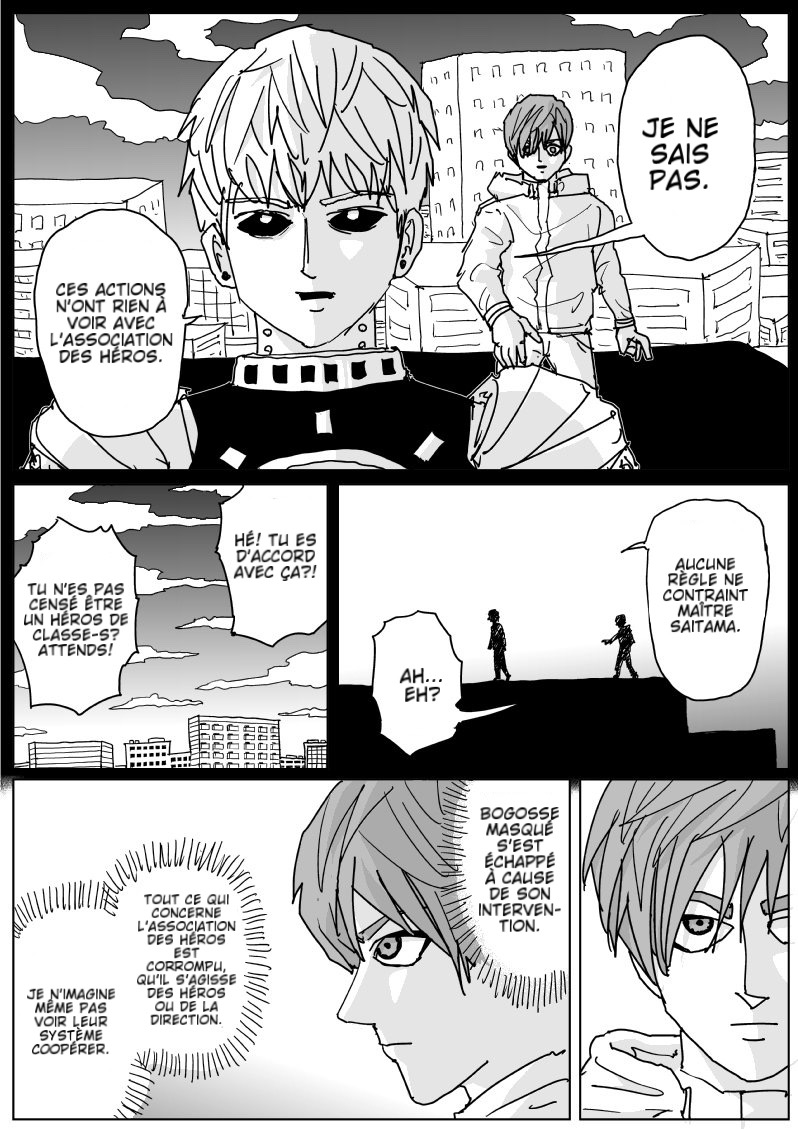 JE NE
SAIS
PAS.
CES ACTIONS
N'ONT RIEN À
VOIR AVEC
L'ASSOCIATION
DES HÉROS.
AUCUNE
RÈGLE NE
CONTRAINT
MAÎTRE
SAITAMA.
AH...
EH?
HÉ! TU ES
D'ACCORD
AVEC ÇA?!
TU N'ES PAS
CENSÉ ÊTRE
UN HÉROS DE
CLASSE-S?
ATTENDS!
BOGOSSE
MASQUÉ
S'EST
ÉCHAPPÉ
À CAUSE
DE SON
INTERVEN-
TION.
TOUT CE QUI
CONCERNE
L'ASSOCIATION
DES HÉROS
EST
CORROMPU,
QU'IL S'AGISSE
DES HÉROS
OU DE LA
DIRECTION.
JE N'IMAGINE
MÊME PAS
VOIR LEUR
SYSTÈME
COOPÉRER.